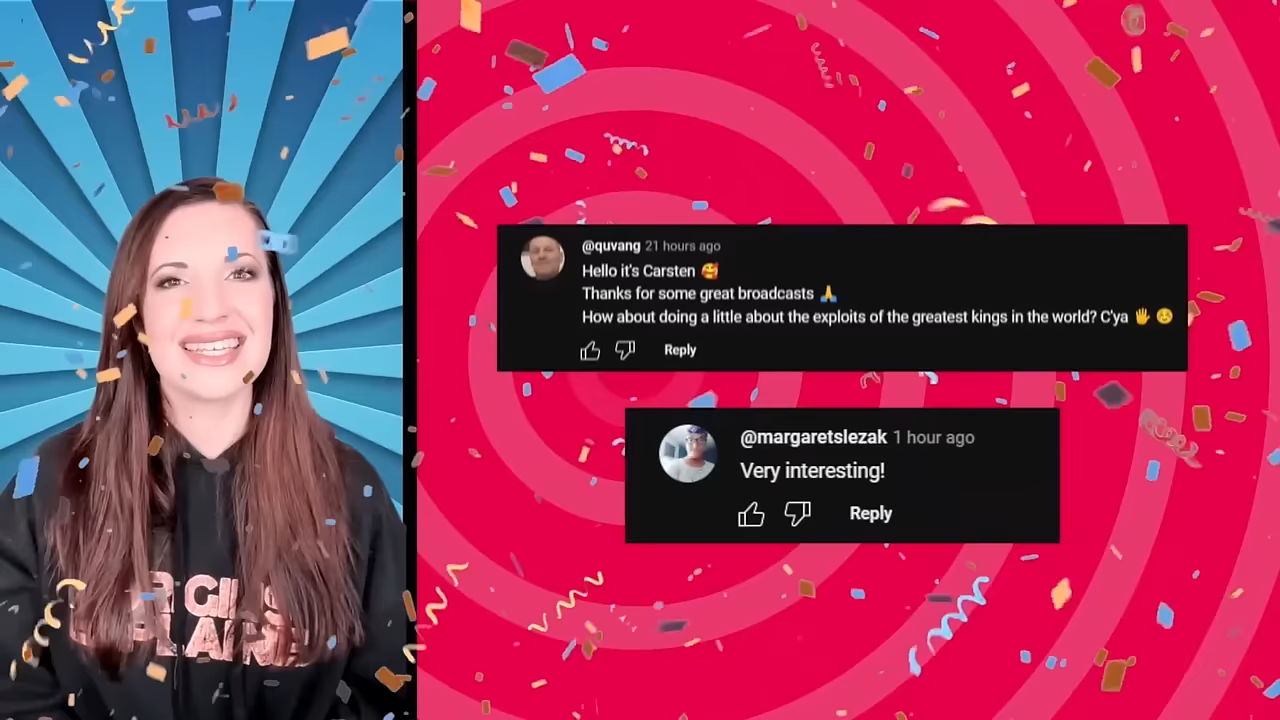 @quvang 21 hours ago
Hello it's Carsten 🥰
Thanks for some great broadcasts 🙏
How about doing a little about the exploits of the greatest kings in the world? C'ya 🖐 ☺️
Reply
@margaretslezak 1 hour ago
Very interesting!
Reply